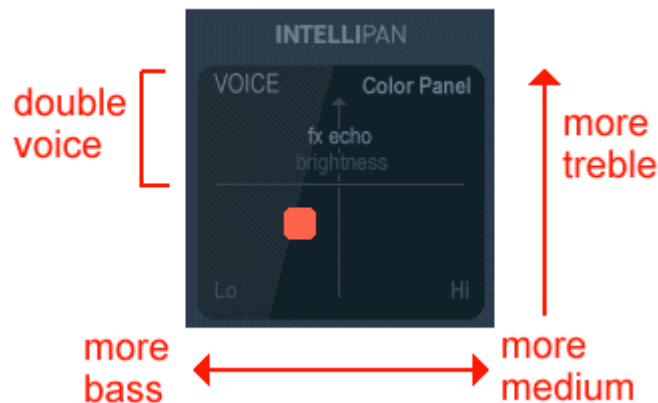 INTELLIPAN
VOICE
Color Panel
fx echo
brightness
Lo
Hi
double
voice
more
treble
more
bass
more
medium